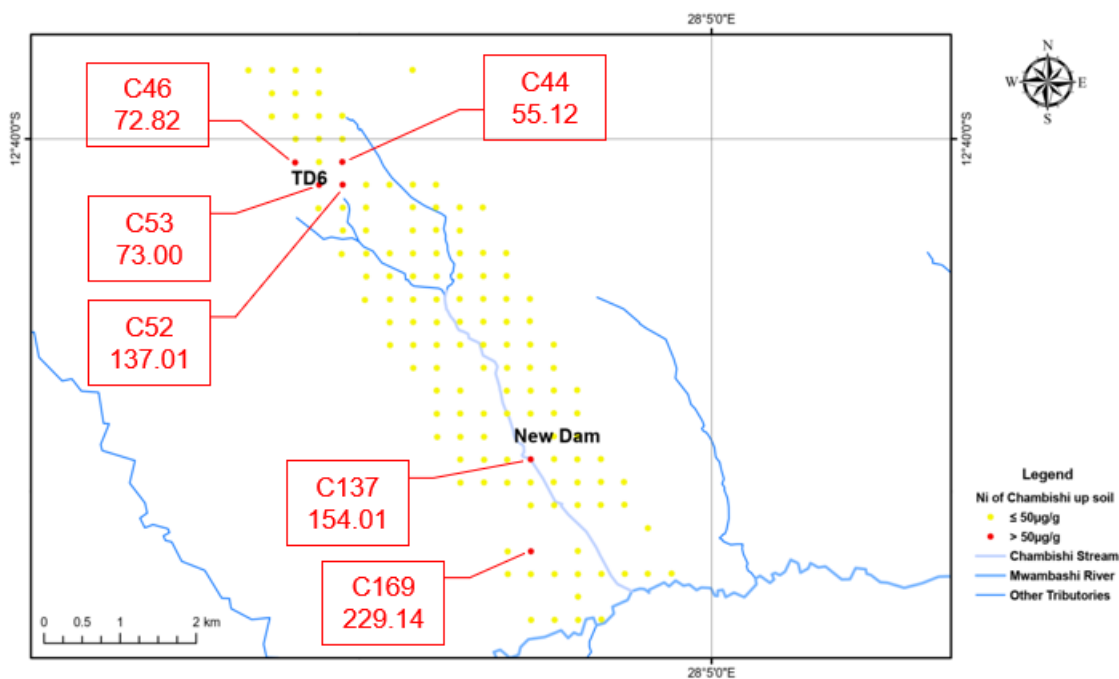 28°5'0"E
N
W E
S
12°40'0"S
12°40'0"S
C46
72.82
C44
55.12
TD6
C53
73.00
C52
137.01
New Dam
C137
154.01
C169
229.14
0 0.5 1 2 km
28°5'0"E
Legend
Ni of Chambishi up soil
≤ 50µg/g
> 50µg/g
Chambishi Stream
Mwambashi River
Other Tributories